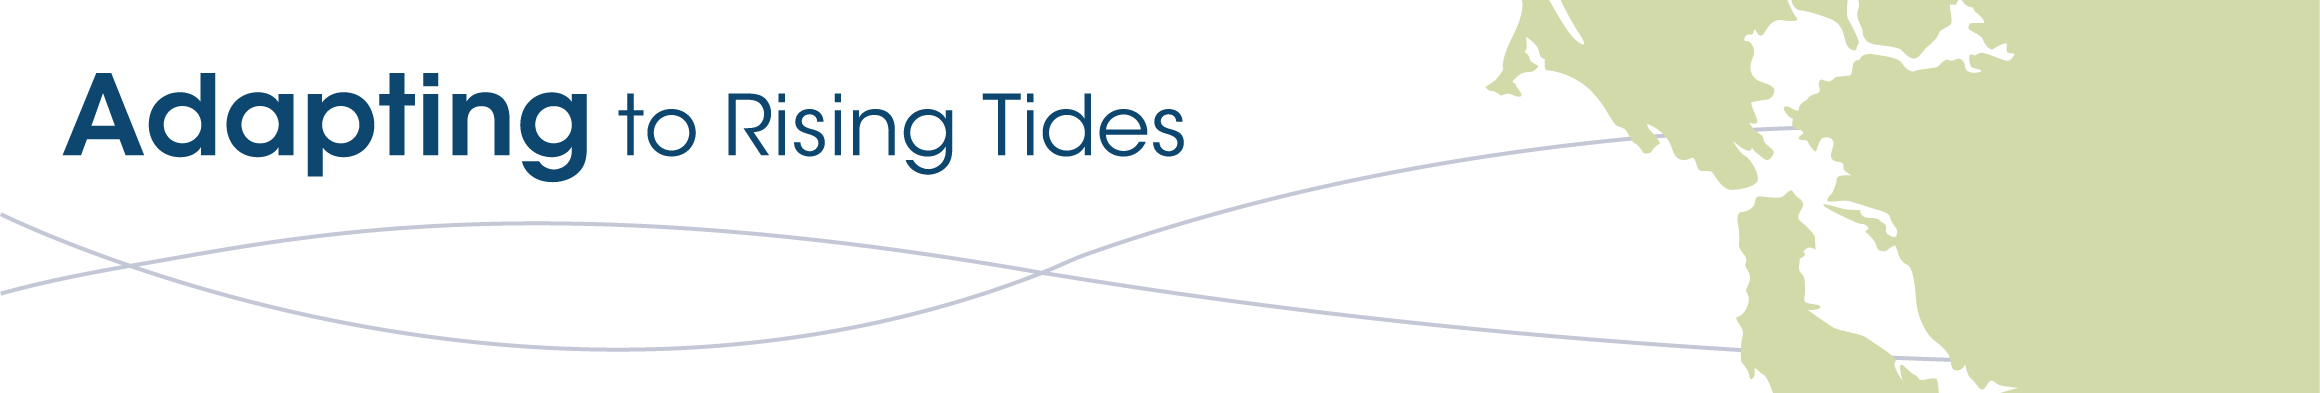 Adapting to Rising Tides